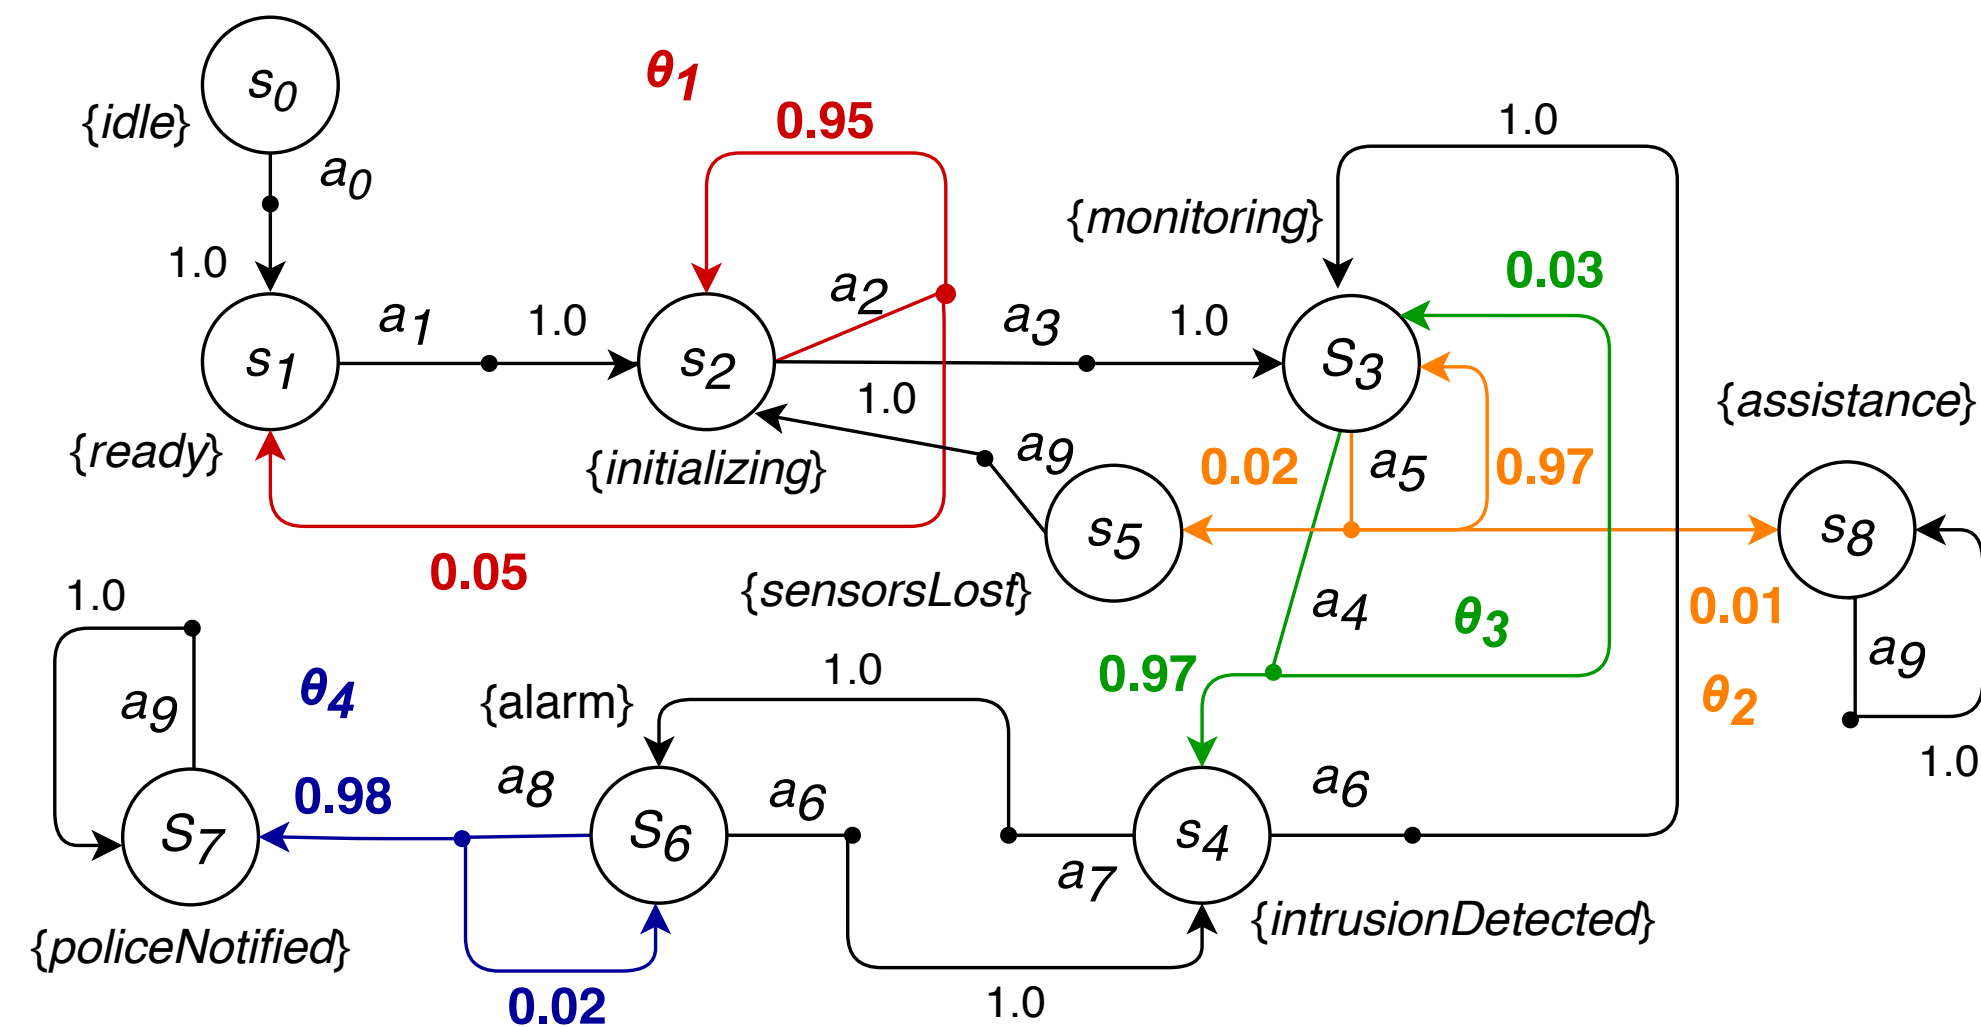 s0
{idle}
a0
1.0
θ1
0.95
1.0
{monitoring}
0.03
s1
a1
1.0
s2
a2
a3
1.0
S3
{ready}
{initializing}
1.0
a9
0.02
a5
0.97
{assistance}
s5
s8
0.05
{sensorsLost}
a4
θ3
0.01
a9
θ2
1.0
1.0
a9
θ4
{alarm}
1.0
0.97
S7
0.98
a8
S6
a6
a7
s4
a6
{policeNotified}
0.02
1.0
{intrusionDetected}